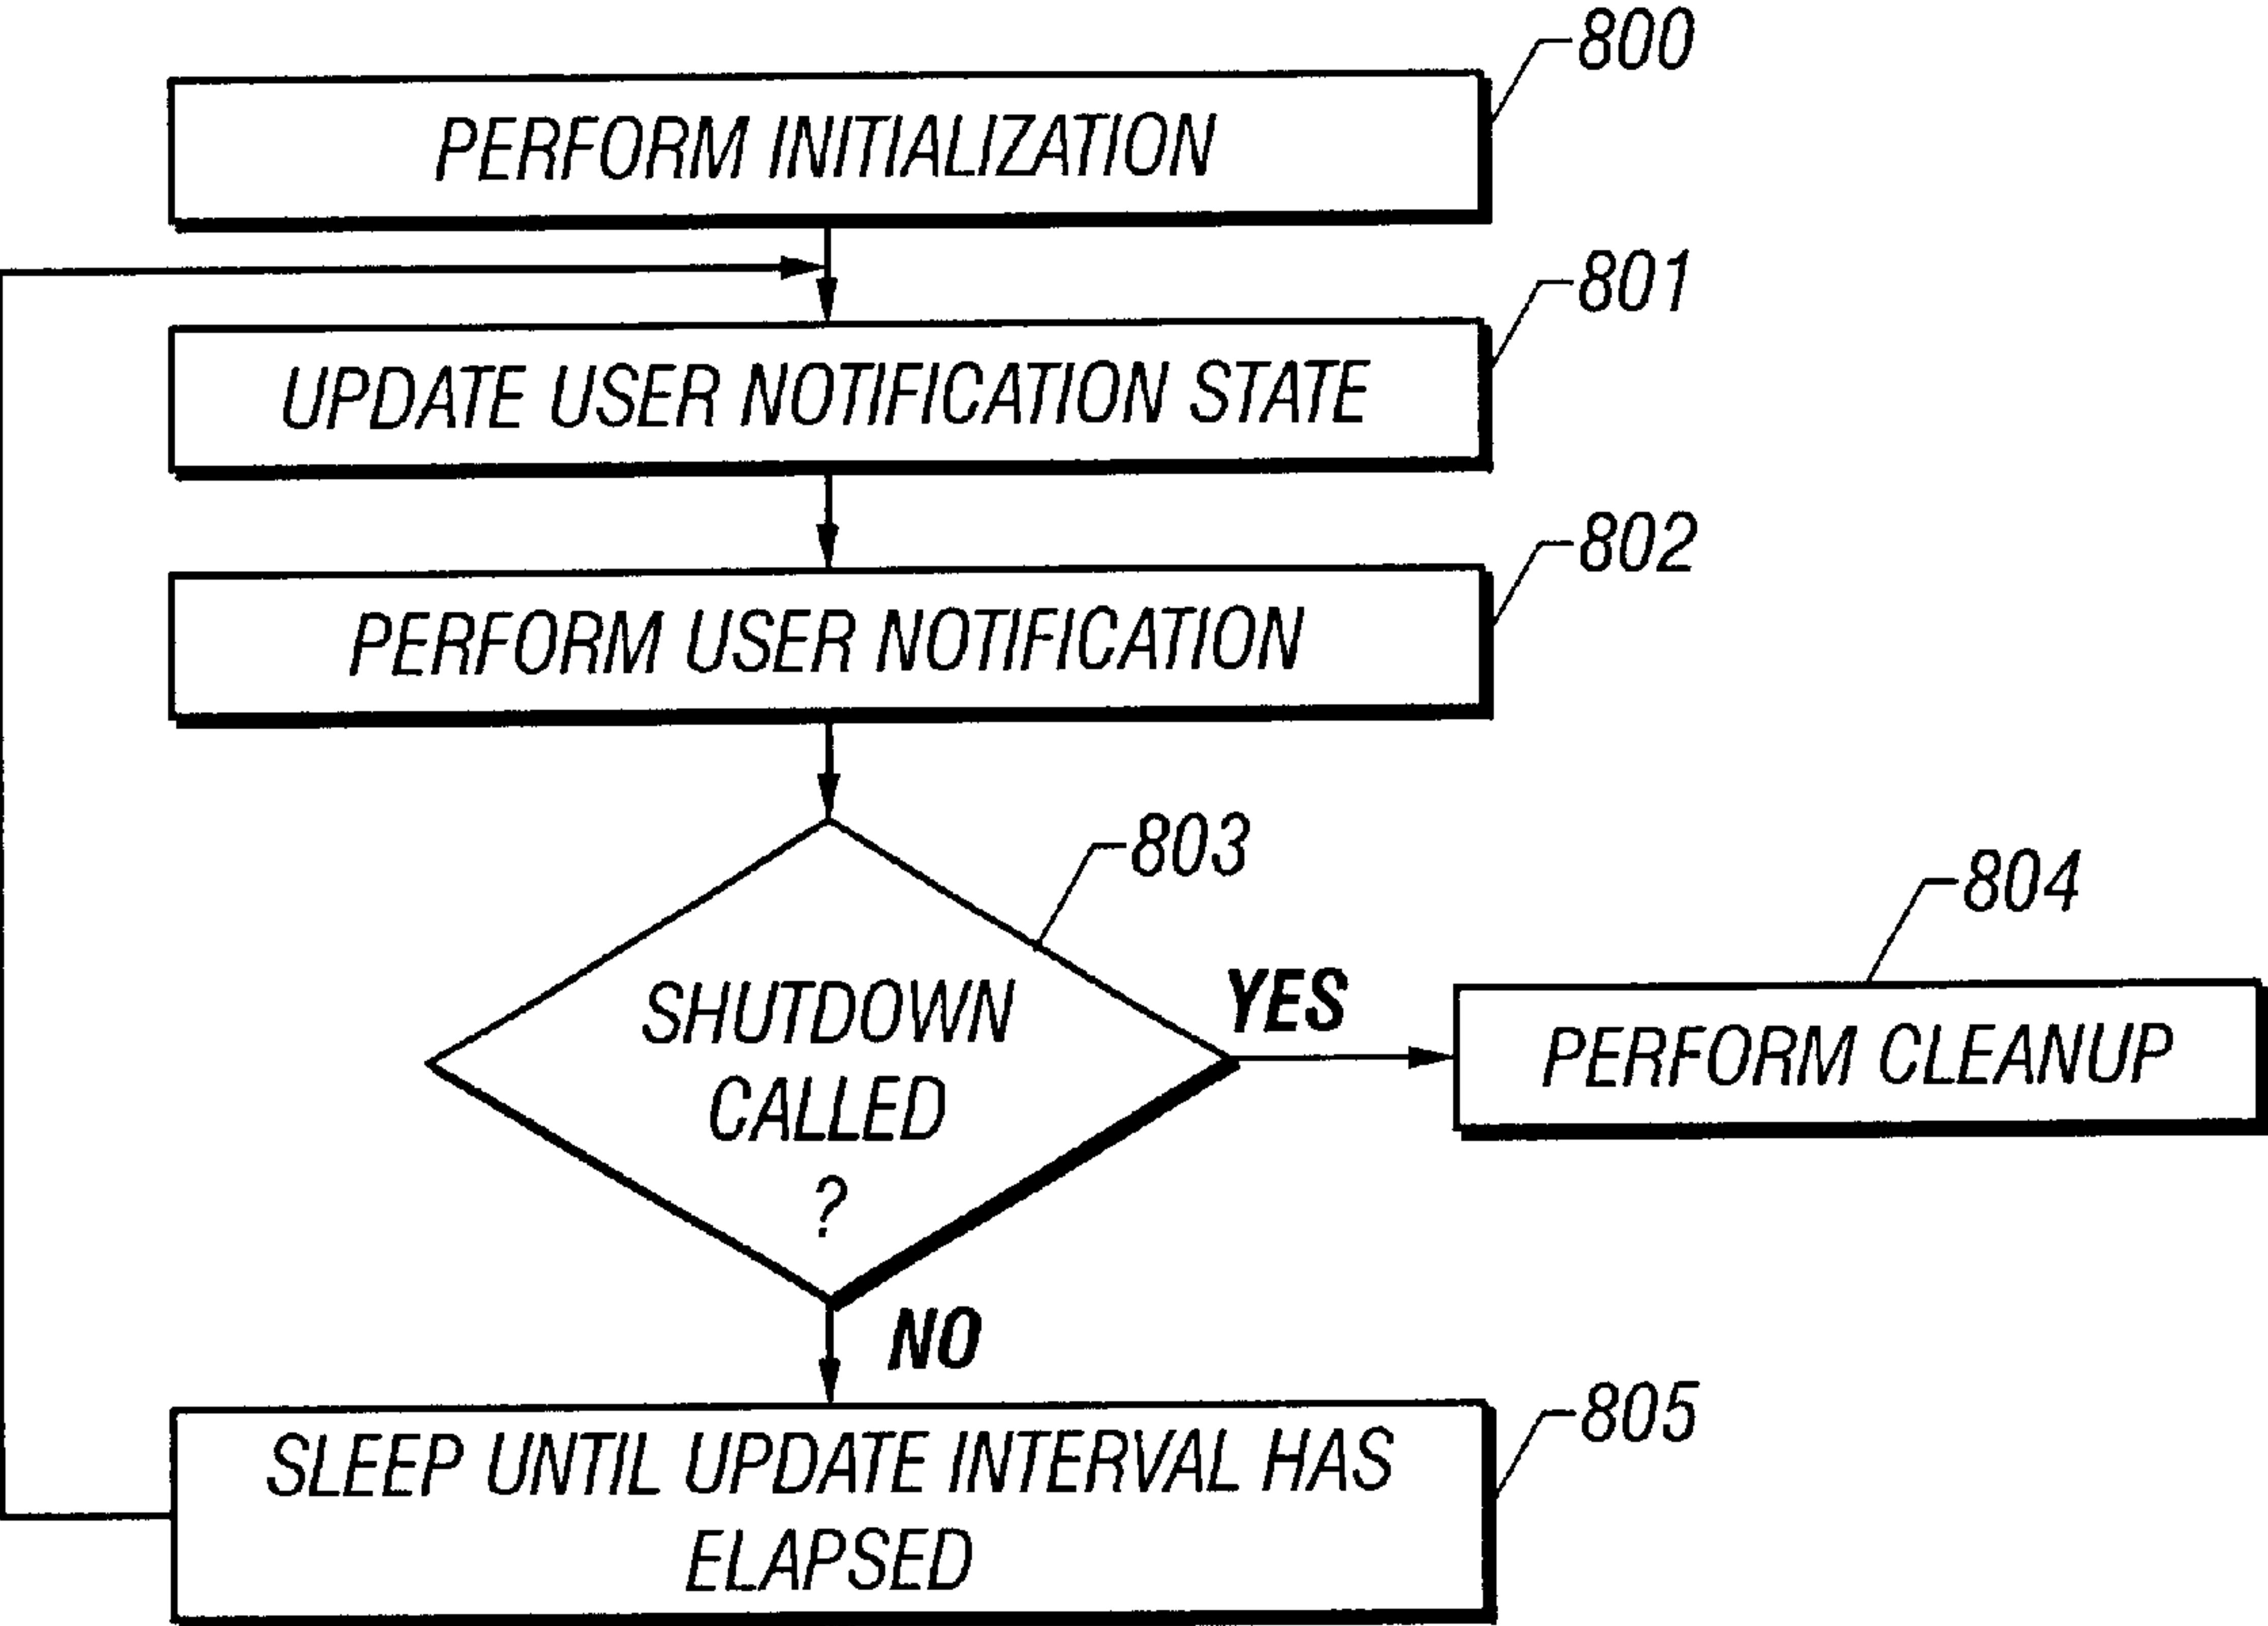 800
PERFORM INITIALIZATION
801
UPDATE USER NOTIFICATION STATE
802
PERFORM USER NOTIFICATION
803
804
SHUTDOWN
CALLED
?
YES
PERFORM CLEANUP
NO
805
SLEEP UNTIL UPDATE INTERVAL HAS
ELAPSED